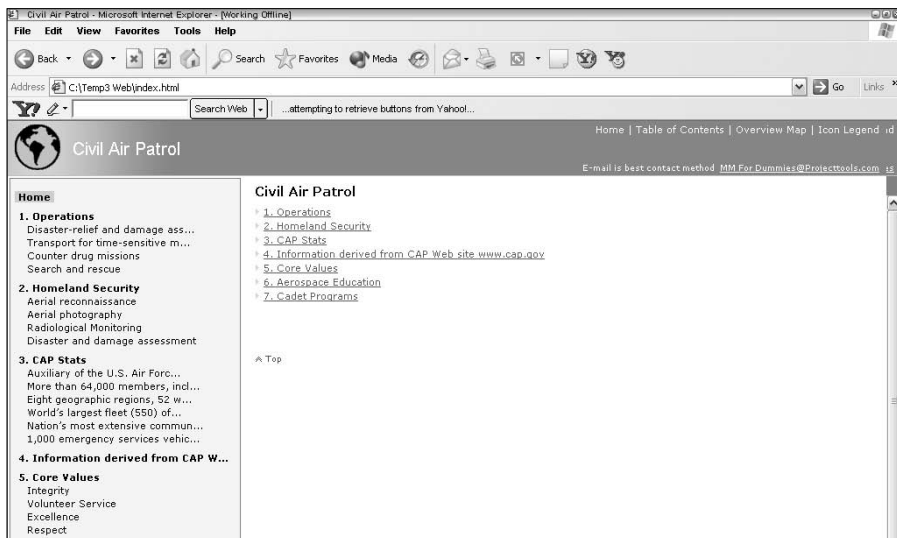 Civil Air Patrol - Microsoft Internet Explorer - [Working Offline]
File Edit View Favorites Tools Help
Back Search Favorites Media
Address C:\Temp3 Web\index.html Go Links »
Y! Search Web ...attempting to retrieve buttons from Yahoo!...
Home | Table of Contents | Overview Map | Icon Legend
Civil Air Patrol
E-mail is best contact method MM For Dummies@Projecttools.com
Home
1. Operations
Disaster-relief and damage ass...
Transport for time-sensitive m...
Counter drug missions
Search and rescue
2. Homeland Security
Aerial reconnaissance
Aerial photography
Radiological Monitoring
Disaster and damage assessment
3. CAP Stats
Auxiliary of the U.S. Air Forc...
More than 64,000 members, incl...
Eight geographic regions, 52 w...
World's largest fleet (550) of...
Nation's most extensive commun...
1,000 emergency services vehic...
4. Information derived from CAP W...
5. Core Values
Integrity
Volunteer Service
Excellence
Respect
Civil Air Patrol
1. Operations
2. Homeland Security
3. CAP Stats
4. Information derived from CAP Web site www.cap.gov
5. Core Values
6. Aerospace Education
7. Cadet Programs
Top